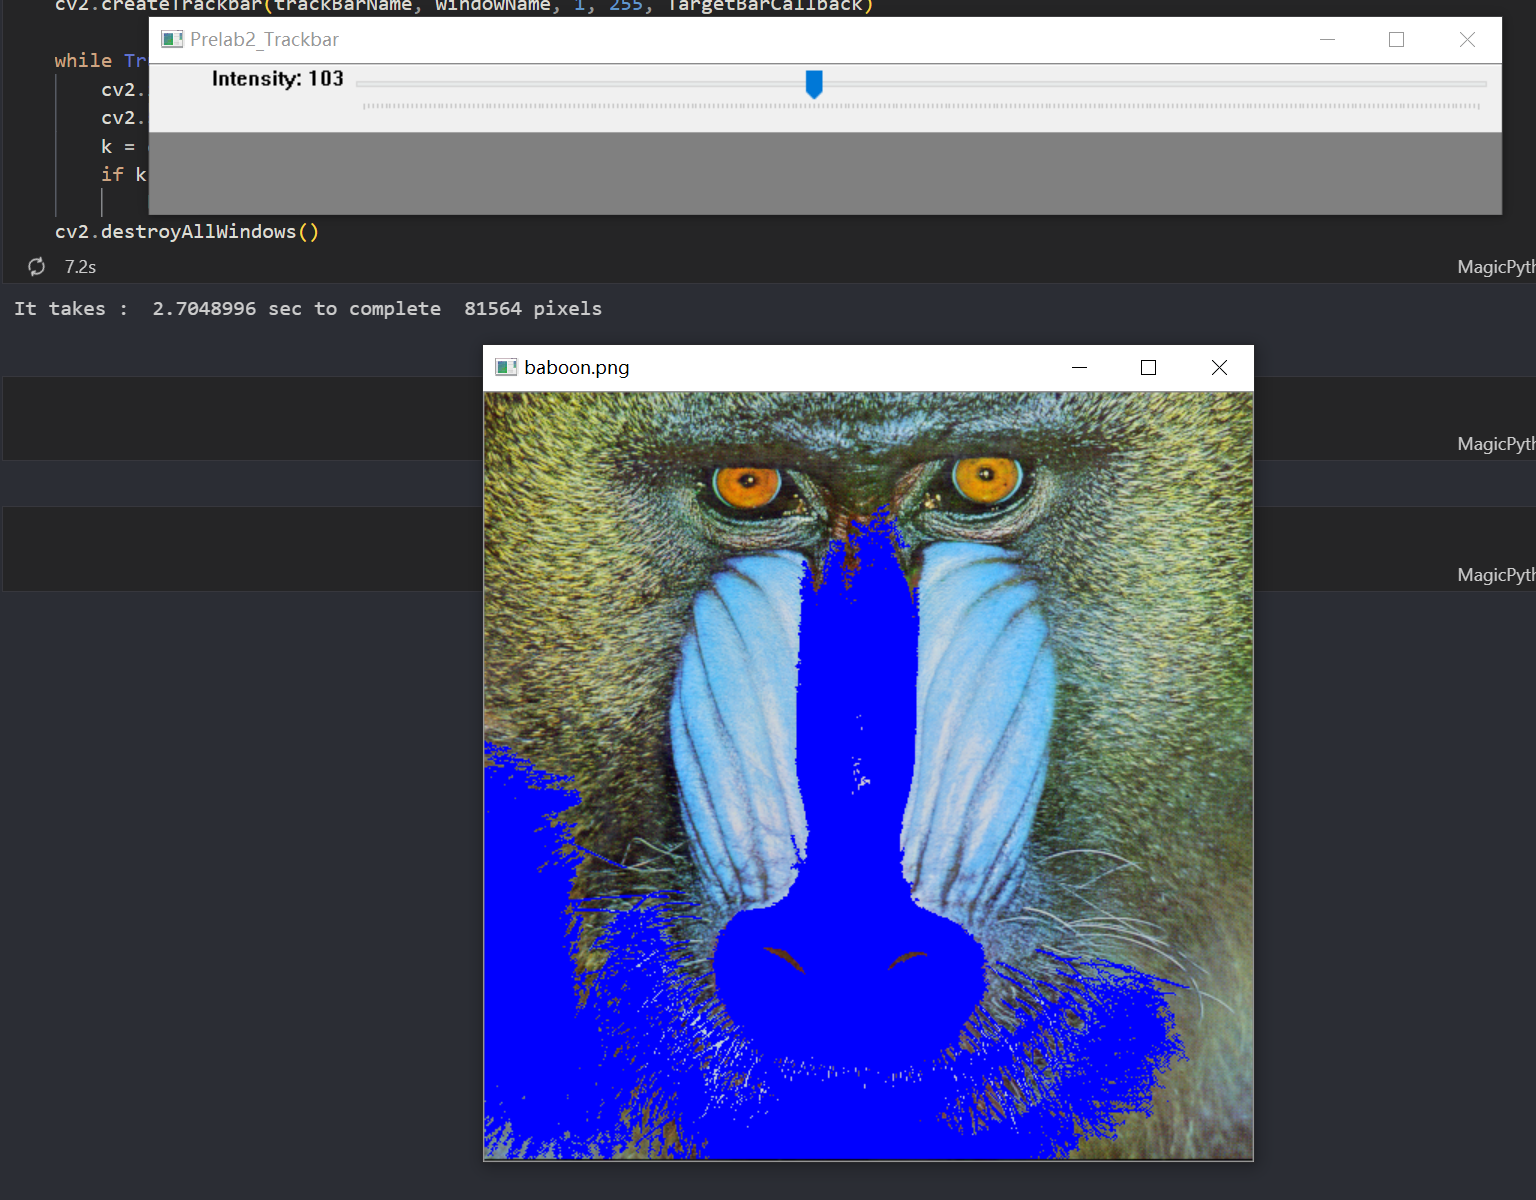 cv2.createTrackbar(trackBarName, windowName, 1, 255, TargetBarCallback)
Prelab2_Trackbar
while Tr
Intensity: 103
cv2.
cv2.
k =
if k
cv2.destroyAllWindows()
7.2s
MagicPyth
It takes :  2.7048996 sec to complete  81564 pixels
baboon.png
MagicPyth
MagicPyth